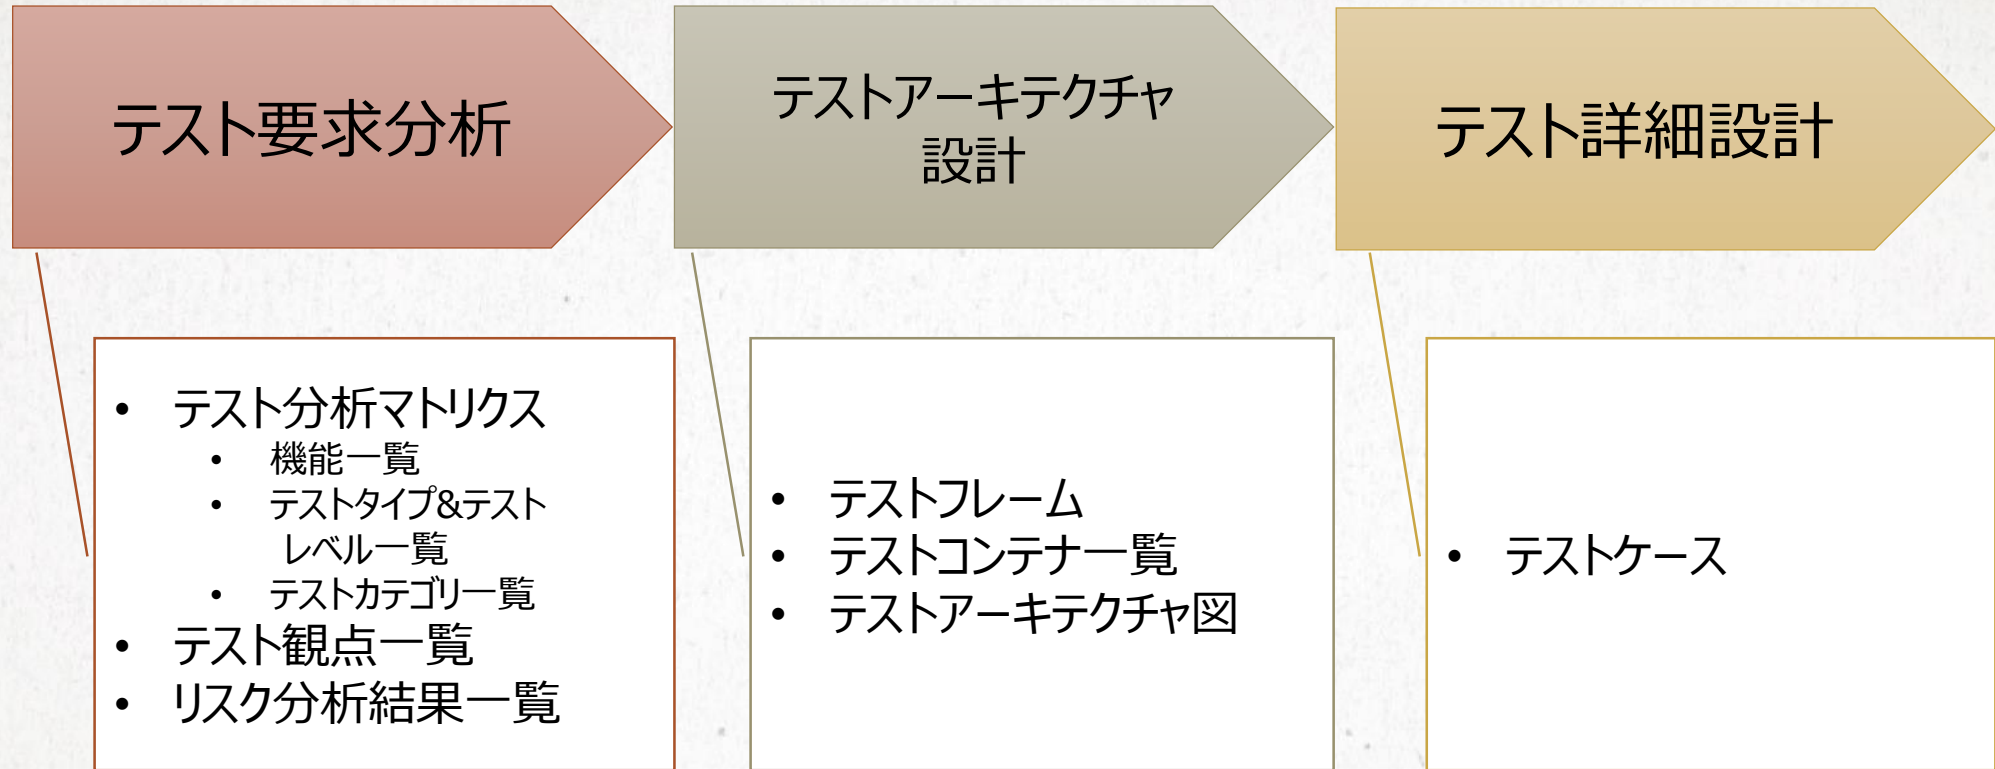 テスト要求分析
テストアーキテクチャ
設計
テスト詳細設計
• テスト分析マトリクス
• 機能一覧
• テストタイプ&テスト
レベル一覧
• テストカテゴリ一覧
• テスト観点一覧
• リスク分析結果一覧
• テストフレーム
• テストコンテナ一覧
• テストアーキテクチャ図
• テストケース